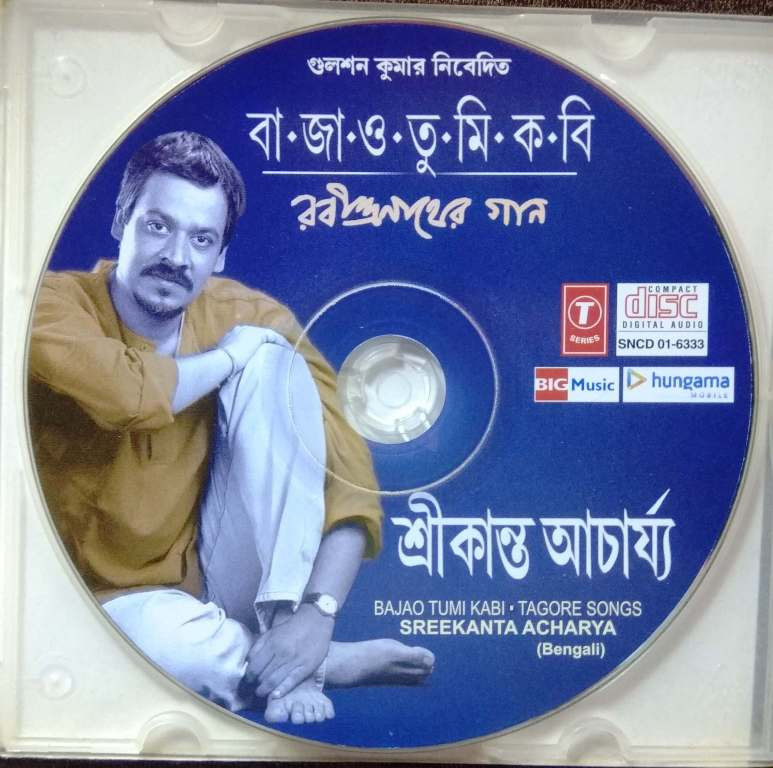 গুলশন কুমার নিবেদিত
বা·জা·ও·তু·মি·ক·বি
রবীন্দ্রনাথের গান
T
SERIES
COMPACT
disc
DIGITAL AUDIO
SNCD 01-6333
BIG Music
hungama
MOBILE
শ্রীকান্ত আচার্য্য
BAJAO TUMI KABI • TAGORE SONGS
SREEKANTA ACHARYA
(Bengali)